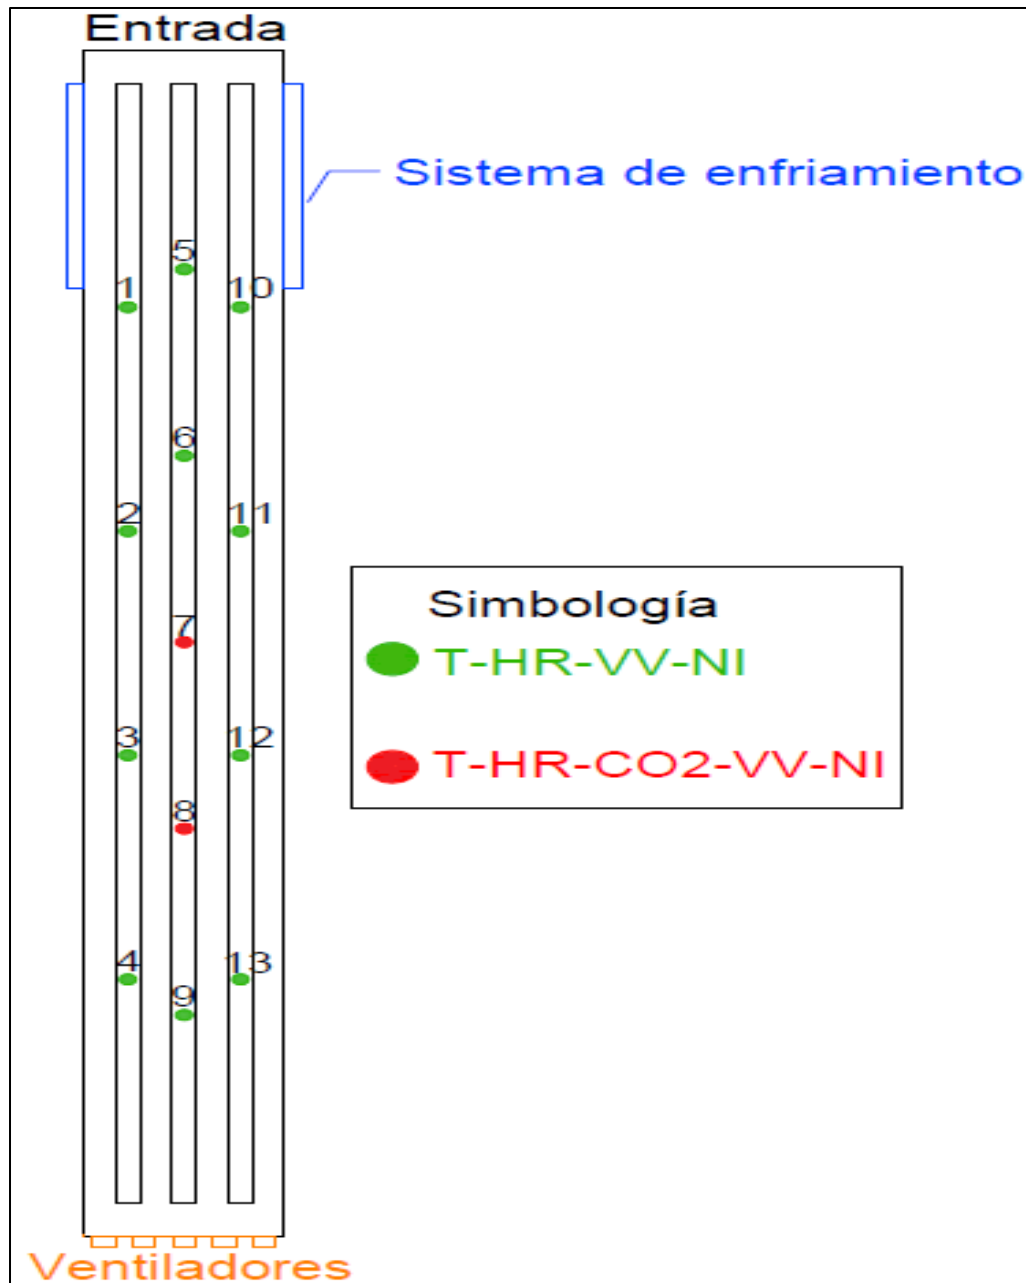 Entrada
Sistema de enfriamiento
5
1
10
6
2
11
7
3
12
8
4
13
9
Simbología
T-HR-VV-NI
T-HR-CO2-VV-NI
Ventiladores